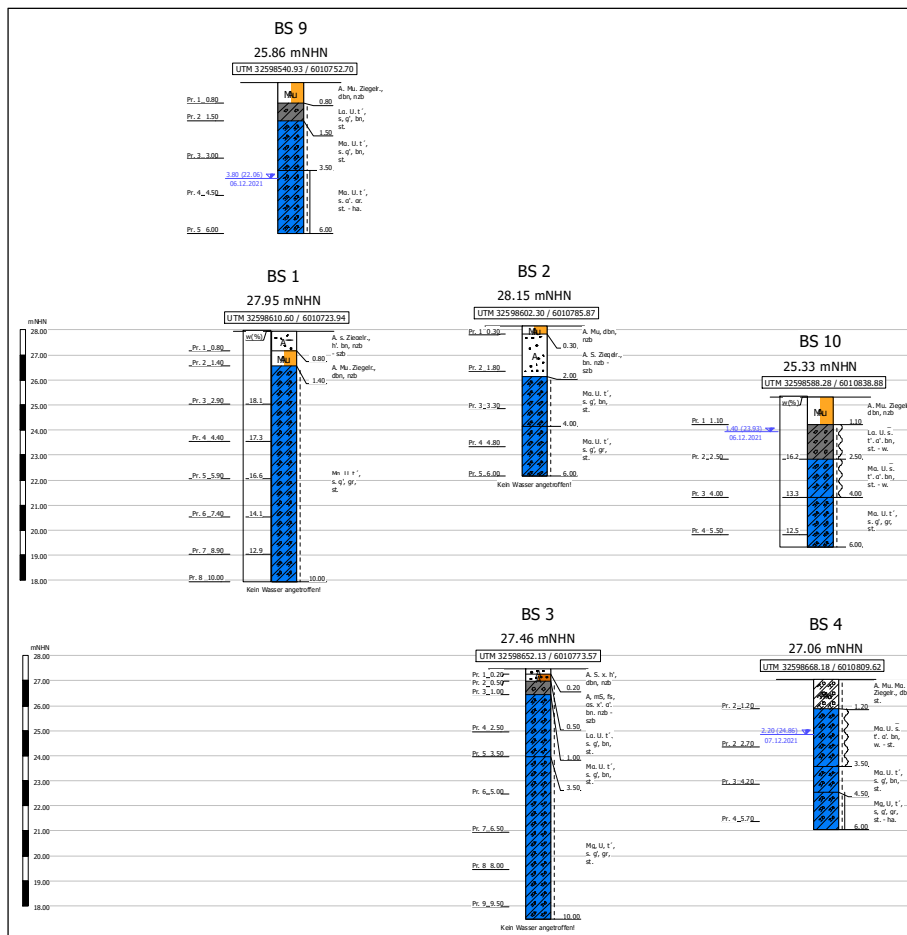 BS 9
25.86 mNHN
UTM 32598540.93 / 6010752.70
Mu
A. Mu. Ziegelr.,
dbn, nzb
Pr. 1 0.80
0.80
La. U. t´,
s, g', bn,
st.
Pr. 2 1.50
1.50
Mg. U. t´,
s. g', bn,
st.
Pr. 3 3.00
3.50
3.80 (22.06)
06.12.2021
Pr. 4 4.50
st. - ha.
Pr. 5 6.00
6.00
BS 1
27.95 mNHN
UTM 32598610.60 / 6010723.94
mNHN
28.00
27.00
26.00
25.00
24.00
23.00
22.00
21.00
20.00
19.00
18.00
w(%)
A
A. s. Ziegelr.,
h'. bn, nzb
- szb
Pr. 1 0.80
0.80
Mu
A. Mu. Ziegelr.,
dbn, nzb
Pr. 2 1.40
1.40
Pr. 3 2.90
18.1
Pr. 4 4.40
17.3
Pr. 5 5.90
16.6
Mg. U. t´,
s, g', gr,
st.
Pr. 6 7.40
14.1
Pr. 7 8.90
12.9
Pr. 8 10.00
10.00
Kein Wasser angetroffen!
BS 2
28.15 mNHN
UTM 32598602.30 / 6010785.87
Mu
A. Mu, dbn,
nzb
Pr. 1 0.30
0.30
A
A. S. Ziegelr.,
bn, nzb -
szb
Pr. 2 1.80
2.00
Mg. U. t´,
s. g', bn,
st.
Pr. 3 3.30
4.00
Mg. U. t´,
s. g', gr,
st.
Pr. 4 4.80
Pr. 5 6.00
6.00
Kein Wasser angetroffen!
BS 10
25.33 mNHN
UTM 32598588.28 / 6010838.88
w(%)
Mu
A. Mu. Ziegelr.
dbn, nzb
Pr. 1 1.10
1.10
1.40 (23.93)
06.12.2021
st. - w.
Pr. 2 2.50
16.2
2.50
st. - w.
Pr. 3 4.00
13.3
4.00
Mg. U. t´,
s. g', gr,
st.
Pr. 4 5.50
12.5
6.00
BS 3
27.46 mNHN
UTM 32598652.13 / 6010773.57
mNHN
28.00
27.00
26.00
25.00
24.00
23.00
22.00
21.00
20.00
19.00
18.00
A. S. x. h',
dbn, nzb
Pr. 1 0.20
0.20
A, mS, fs,
bn. nzb -
szb
Pr. 2 0.50
0.50
La. U. t´,
s. g', bn,
st.
Pr. 3 1.00
1.00
Mg. U. t´,
s. g', bn,
st.
Pr. 4 2.50
Pr. 5 3.50
3.50
Pr. 6 5.00
Pr. 7 6.50
Mg, U, t´,
s. g', gr,
st.
Pr. 8 8.00
Pr. 9 9.50
10.00
Kein Wasser angetroffen!
BS 4
27.06 mNHN
UTM 32598668.18 / 6010809.62
A. Mu. Mg.
Ziegelr., db
st.
Pr. 2 1.20
1.20
2.20 (24.86)
07.12.2021
w. - st.
Pr. 2 2.70
3.50
Mg. U. t´,
s. g', bn,
st.
Pr. 3 4.20
4.50
Mg, U, t´,
s, g', gr,
st. - ha.
Pr. 4 5.70
6.00